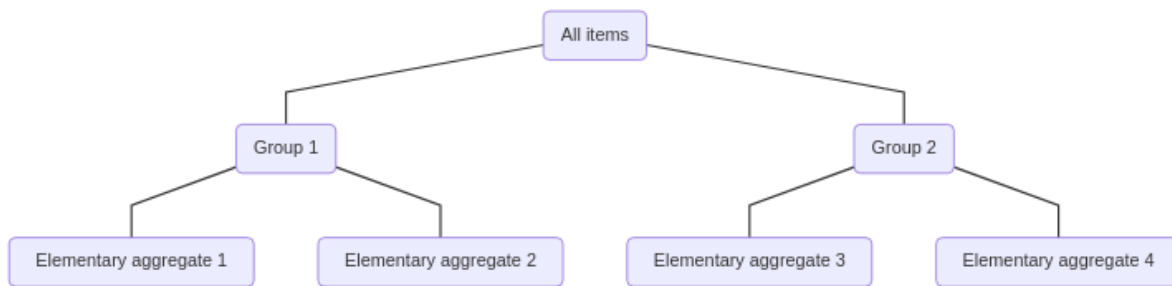 All items
Group 1
Group 2
Elementary aggregate 1
Elementary aggregate 2
Elementary aggregate 3
Elementary aggregate 4